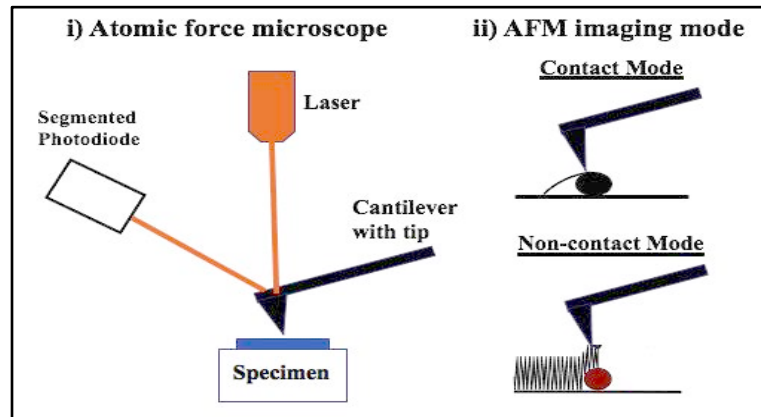 i) Atomic force microscope
ii) AFM imaging mode
Contact Mode
Laser
Segmented
Photodiode
Cantilever
with tip
Non-contact Mode
Specimen